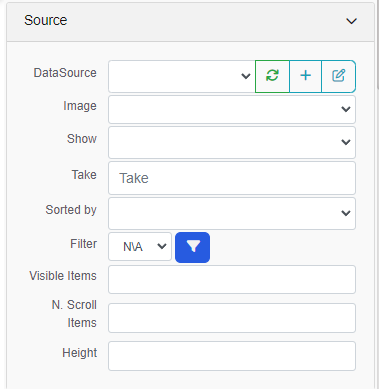 Source
DataSource
Image
Show
Take Take
Sorted by
Filter N\A
Visible Items
N. Scroll
Items
Height